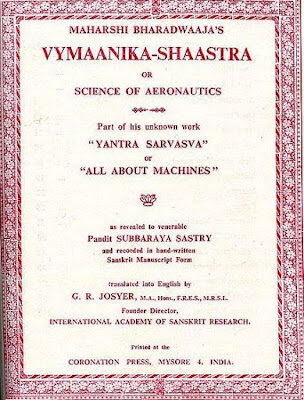 MAHARSHI BHARADWAAJA'S
VYMAANIKA-SHAASTRA
OR
SCIENCE OF AERONAUTICS
Part of his unknown work
"YANTRA SARVASVA"
or
"ALL ABOUT MACHINES"
as revealed to venerable
Pandit SUBBARAYA SASTRY
and recorded in hand-written
Sanskrit Manuscript Form
translated into English by
G. R. JOSYER, M.A., Hons., F.R.E.S., M.R.S.L.
Founder Director,
INTERNATIONAL ACADEMY OF SANSKRIT RESEARCH.
Printed at the
CORONATION PRESS, MYSORE 4, INDIA.